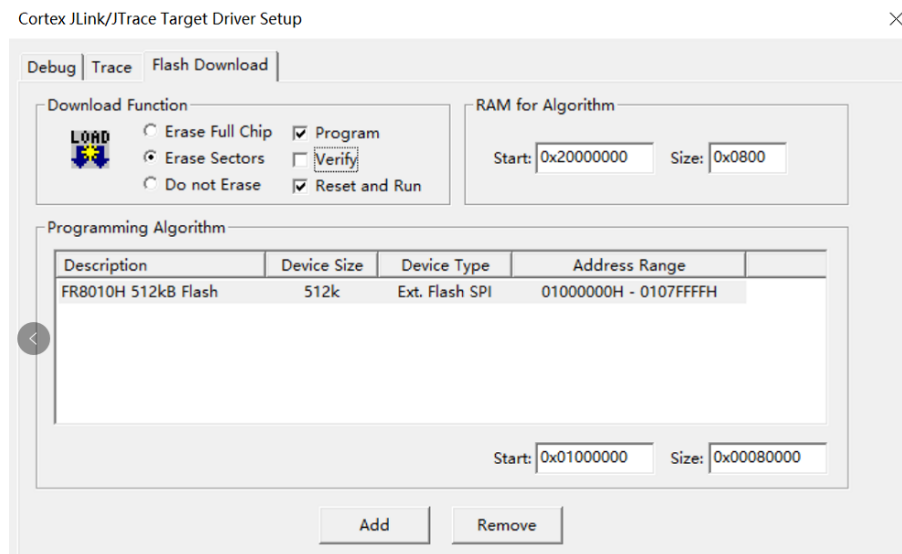 Cortex JLink/JTrace Target Driver Setup
Debug Trace Flash Download
Download Function
LOAD
Erase Full Chip Program
Erase Sectors Verify
Do not Erase Reset and Run
RAM for Algorithm
Start: 0x20000000 Size: 0x0800
Programming Algorithm
Description Device Size Device Type Address Range
FR8010H 512kB Flash 512k Ext. Flash SPI 01000000H - 0107FFFFH
Start: 0x01000000 Size: 0x00080000
Add Remove